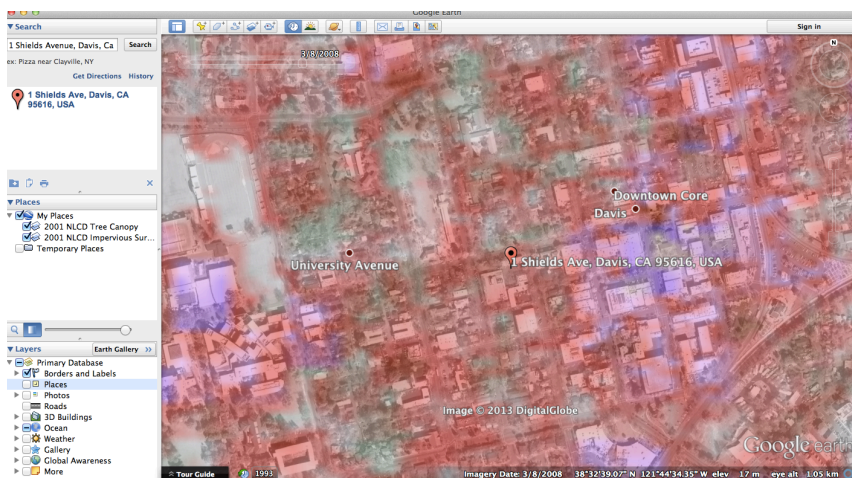 Google Earth
Search
1 Shields Avenue, Davis, Ca
Search
ex: Pizza near Clayville, NY
Get Directions History
1 Shields Ave, Davis, CA
95616, USA
Places
My Places
2001 NLCD Tree Canopy
2001 NLCD Impervious Sur...
Temporary Places
Layers
Earth Gallery >>
Primary Database
Borders and Labels
Places
Photos
Roads
3D Buildings
Ocean
Weather
Gallery
Global Awareness
More
Sign in
3/8/2008
N
Downtown Core
Davis
University Avenue
1 Shields Ave, Davis, CA 95616, USA
Image © 2013 DigitalGlobe
Google earth
Tour Guide
1993
Imagery Date: 3/8/2008 38°32'39.07" N 121°44'34.35" W elev 17 m eye alt 1.05 km